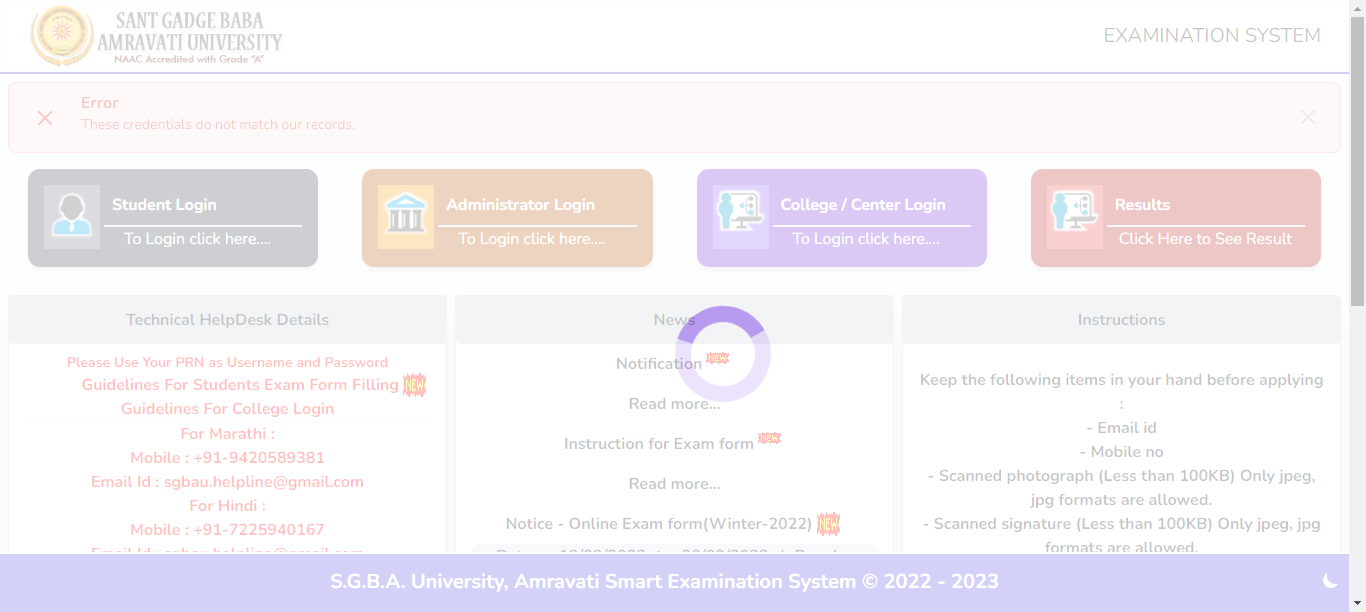 SANT GADGE BABA
AMRAVATI UNIVERSITY
NAAC Accredited with Grade "A"
EXAMINATION SYSTEM
Error
These credentials do not match our records.
Student Login
To Login click here....
Administrator Login
To Login click here....
College / Center Login
To Login click here....
Results
Click Here to See Result
Technical HelpDesk Details
Please Use Your PRN as Username and Password
Guidelines For Students Exam Form Filling NEW
Guidelines For College Login
For Marathi :
Mobile : +91-9420589381
Email Id : sgbau.helpline@gmail.com
For Hindi :
Mobile : +91-7225940167
Email Id : sgbau.helpline@gmail.com
News
Notification NEW
Read more...
Instruction for Exam form NEW
Read more...
Notice - Online Exam form(Winter-2022) NEW
Instructions
Keep the following items in your hand before applying
:
- Email id
- Mobile no
- Scanned photograph (Less than 100KB) Only jpeg,
jpg formats are allowed.
- Scanned signature (Less than 100KB) Only jpeg, jpg
formats are allowed.
S.G.B.A. University, Amravati Smart Examination System © 2022 - 2023